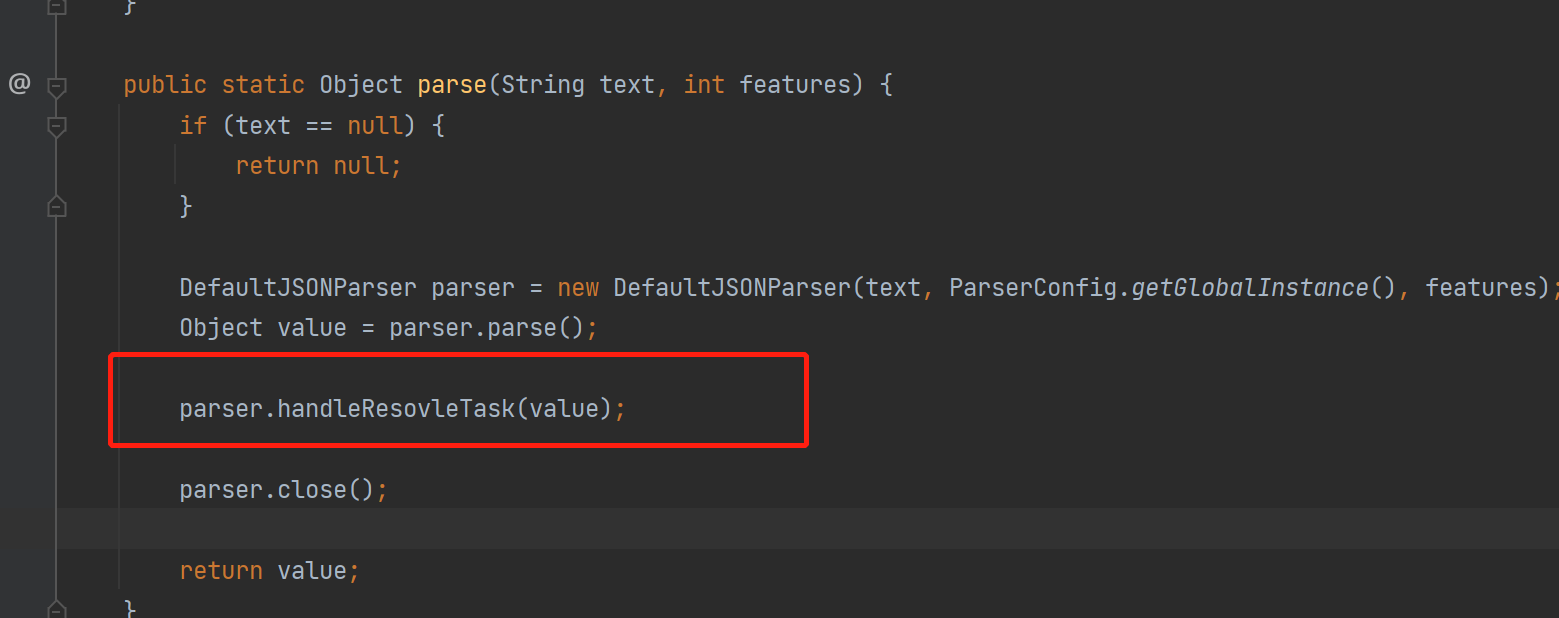 }
@ public static Object parse(String text, int features) {
if (text == null) {
return null;
}
DefaultJSONParser parser = new DefaultJSONParser(text, ParserConfig.getGlobalInstance(), features);
Object value = parser.parse();
parser.handleResovleTask(value);
parser.close();
return value;
}